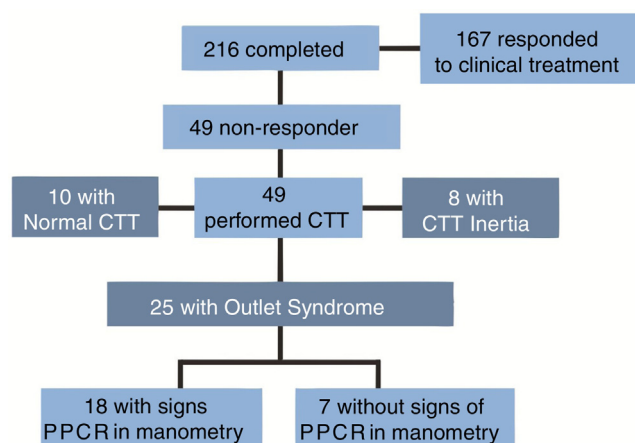 216 completed
167 responded
to clinical treatment
49 non-responder
10 with
Normal CTT
49
performed CTT
8 with
CTT Inertia
25 with Outlet Syndrome
18 with signs
PPCR in manometry
7 without signs of
PPCR in manometry